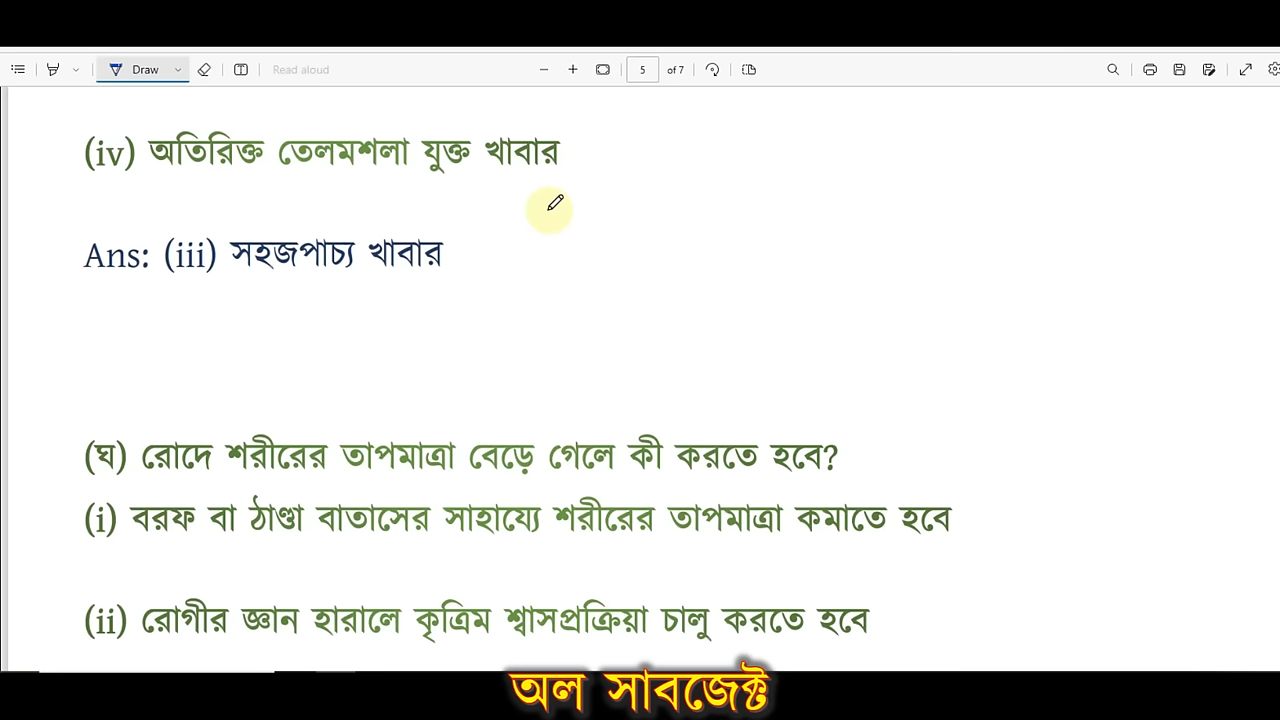 Draw
Read aloud
5 of 7
(iv) অতিরিক্ত তেলমশলা যুক্ত খাবার
Ans: (iii) সহজপাচ্য খাবার
(ঘ) রোদে শরীরের তাপমাত্রা বেড়ে গেলে কী করতে হবে?
(i) বরফ বা ঠাণ্ডা বাতাসের সাহায্যে শরীরের তাপমাত্রা কমাতে হবে
(ii) রোগীর জ্ঞান হারালে কৃত্রিম শ্বাসপ্রক্রিয়া চালু করতে হবে
অল সাবজেক্ট